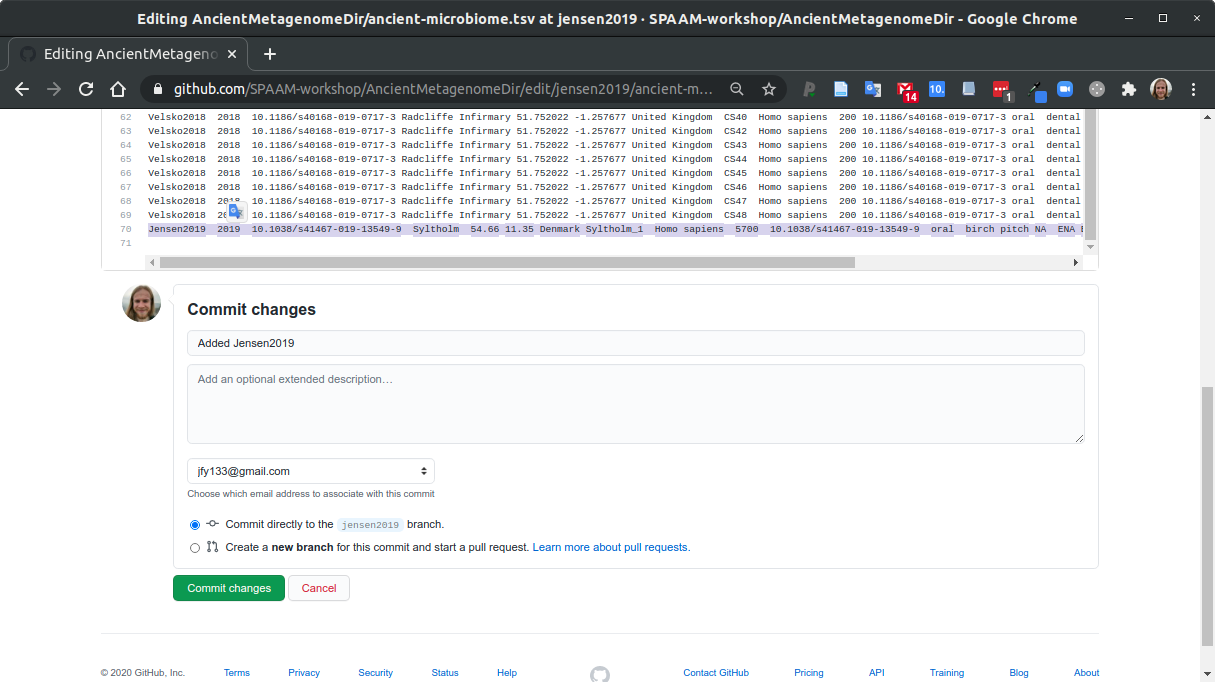 Editing AncientMetagenomeDir/ancient-microbiome.tsv at jensen2019 · SPAAM-workshop/AncientMetagenomeDir - Google Chrome
Editing AncientMetageno
github.com/SPAAM-workshop/AncientMetagenomeDir/edit/jensen2019/ancient-m…
14
10.
1
62 Velsko2018 2018 10.1186/s40168-019-0717-3 Radcliffe Infirmary 51.752022 -1.257677 United Kingdom CS40 Homo sapiens 200 10.1186/s40168-019-0717-3 oral dental
63 Velsko2018 2018 10.1186/s40168-019-0717-3 Radcliffe Infirmary 51.752022 -1.257677 United Kingdom CS42 Homo sapiens 200 10.1186/s40168-019-0717-3 oral dental
64 Velsko2018 2018 10.1186/s40168-019-0717-3 Radcliffe Infirmary 51.752022 -1.257677 United Kingdom CS43 Homo sapiens 200 10.1186/s40168-019-0717-3 oral dental
65 Velsko2018 2018 10.1186/s40168-019-0717-3 Radcliffe Infirmary 51.752022 -1.257677 United Kingdom CS44 Homo sapiens 200 10.1186/s40168-019-0717-3 oral dental
66 Velsko2018 2018 10.1186/s40168-019-0717-3 Radcliffe Infirmary 51.752022 -1.257677 United Kingdom CS45 Homo sapiens 200 10.1186/s40168-019-0717-3 oral dental
67 Velsko2018 2018 10.1186/s40168-019-0717-3 Radcliffe Infirmary 51.752022 -1.257677 United Kingdom CS46 Homo sapiens 200 10.1186/s40168-019-0717-3 oral dental
68 Velsko2018 2018 10.1186/s40168-019-0717-3 Radcliffe Infirmary 51.752022 -1.257677 United Kingdom CS47 Homo sapiens 200 10.1186/s40168-019-0717-3 oral dental
69 Velsko2018 10.1186/s40168-019-0717-3 Radcliffe Infirmary 51.752022 -1.257677 United Kingdom CS48 Homo sapiens 200 10.1186/s40168-019-0717-3 oral dental
70 Jensen2019 2019 10.1038/s41467-019-13549-9 Syltholm 54.66 11.35 Denmark Syltholm_1 Homo sapiens 5700 10.1038/s41467-019-13549-9 oral birch pitch NA ENA
71
Commit changes
Added Jensen2019
Add an optional extended description…
jfy133@gmail.com
Choose which email address to associate with this commit
Commit directly to the jensen2019 branch.
Create a new branch for this commit and start a pull request. Learn more about pull requests.
Commit changes Cancel
© 2020 GitHub, Inc. Terms Privacy Security Status Help Contact GitHub Pricing API Training Blog About